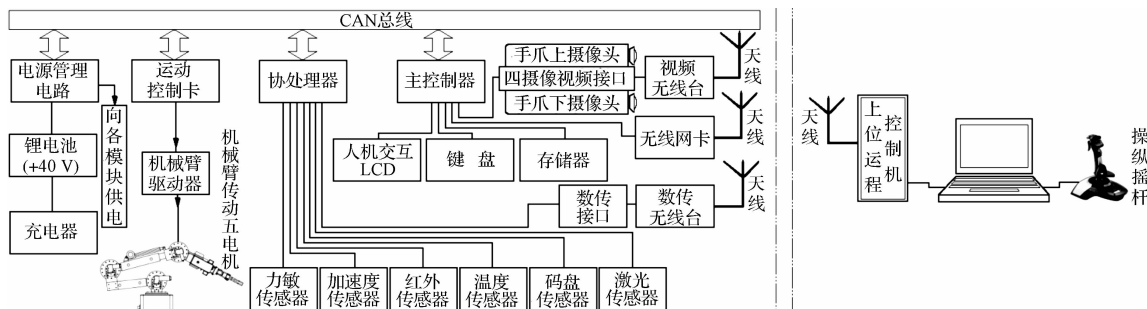 CAN总线
电源管理
电路
运动
控制卡
协处理器
主控制器
手爪上摄像头
四摄像视频接口
手爪下摄像头
视频
无线台
天线
锂电池
(+40 V)
向各模块供电
机械臂
驱动器
机械臂传动五电机
充电器
人机交互
LCD
键 盘
存储器
无线网卡
天线
数传
接口
数传
无线台
天线
力敏
传感器
加速度
传感器
红外
传感器
温度
传感器
码盘
传感器
激光
传感器
天线
上位运程
控制机
操纵摇杆